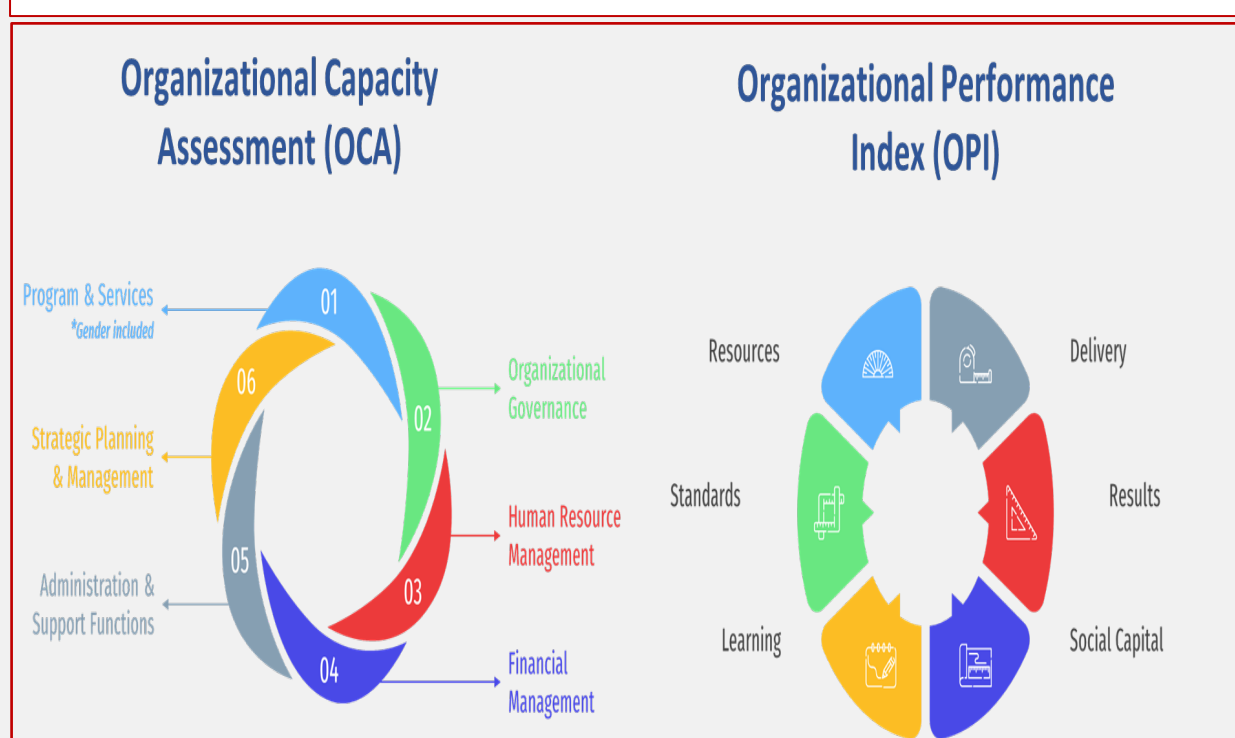 Organizational Capacity
Assessment (OCA)
Program & Services
*Gender included
01
02
03
04
05
06
Organizational
Governance
Human Resource
Management
Financial
Management
Administration &
Support Functions
Strategic Planning
& Management
Organizational Performance
Index (OPI)
Resources
Delivery
Standards
Results
Learning
Social Capital